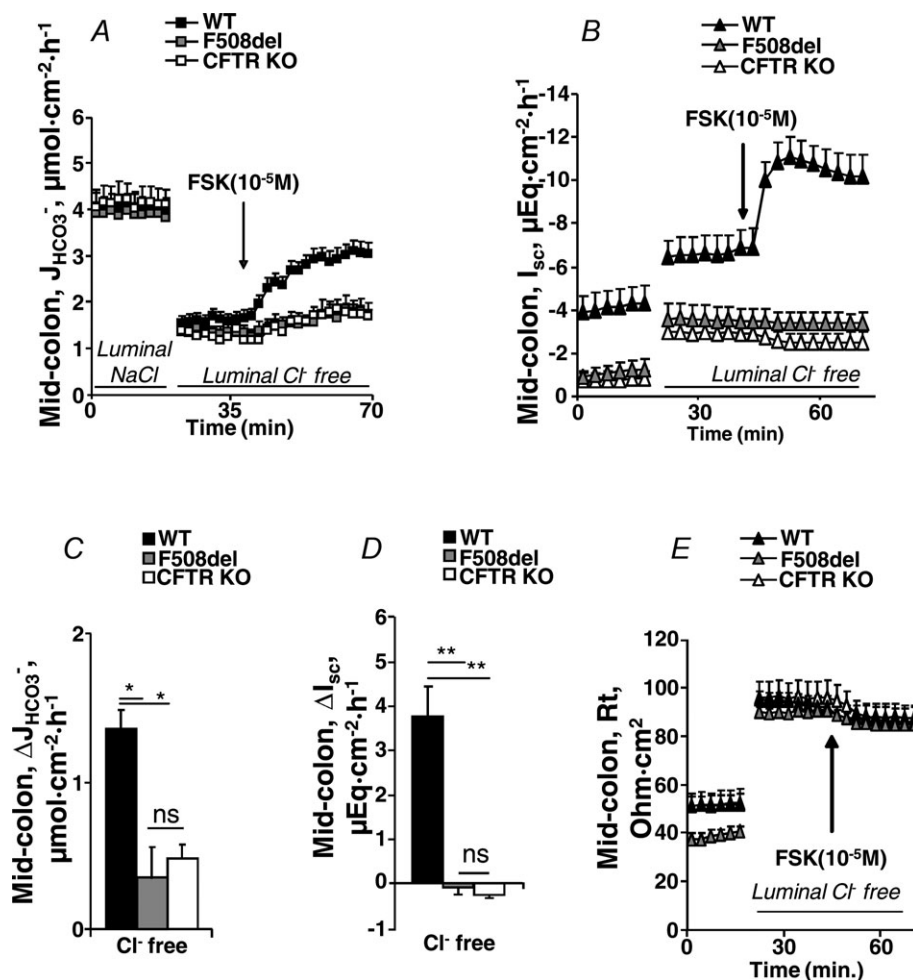 A
WT
F508del
CFTR KO
Mid-colon, J_HCO3⁻, µmol·cm⁻²·h⁻¹
6
5
4
3
2
1
0
FSK(10⁻⁵M)
Luminal
NaCl
Luminal Cl⁻ free
0
35
70
Time (min)
B
WT
F508del
CFTR KO
Mid-colon, I_sc, µEq·cm⁻²·h⁻¹
-14
-12
-10
-8
-6
-4
-2
0
FSK(10⁻⁵M)
Luminal Cl⁻ free
0
30
60
Time (min)
C
WT
F508del
CFTR KO
Mid-colon, ΔJ_HCO3⁻,
µmol·cm⁻²·h⁻¹
2
1
0
* *
ns
Cl⁻ free
D
WT
F508del
CFTR KO
Mid-colon, ΔI_sc,
µEq·cm⁻²·h⁻¹
6
5
4
3
2
1
0
-1
**
**
ns
Cl⁻ free
E
WT
F508del
CFTR KO
Mid-colon, Rt,
Ohm·cm²
120
100
80
60
40
20
0
FSK(10⁻⁵M)
Luminal Cl⁻ free
0
30
60
Time (min.)